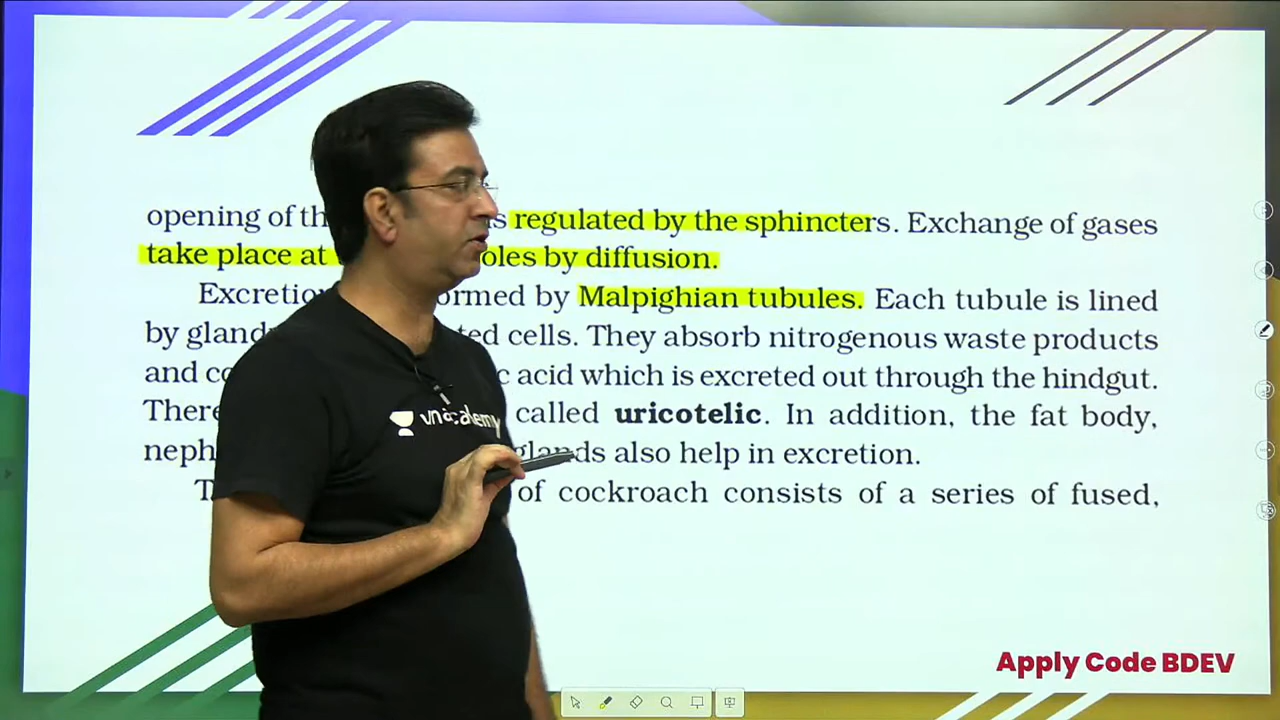 opening of th s regulated by the sphincters. Exchange of gases
take place at oles by diffusion.
Excretio ormed by Malpighian tubules. Each tubule is lined
by gland ted cells. They absorb nitrogenous waste products
and co c acid which is excreted out through the hindgut.
There called uricotelic. In addition, the fat body,
neph glands also help in excretion.
T of cockroach consists of a series of fused,
unacademy
Apply Code BDEV